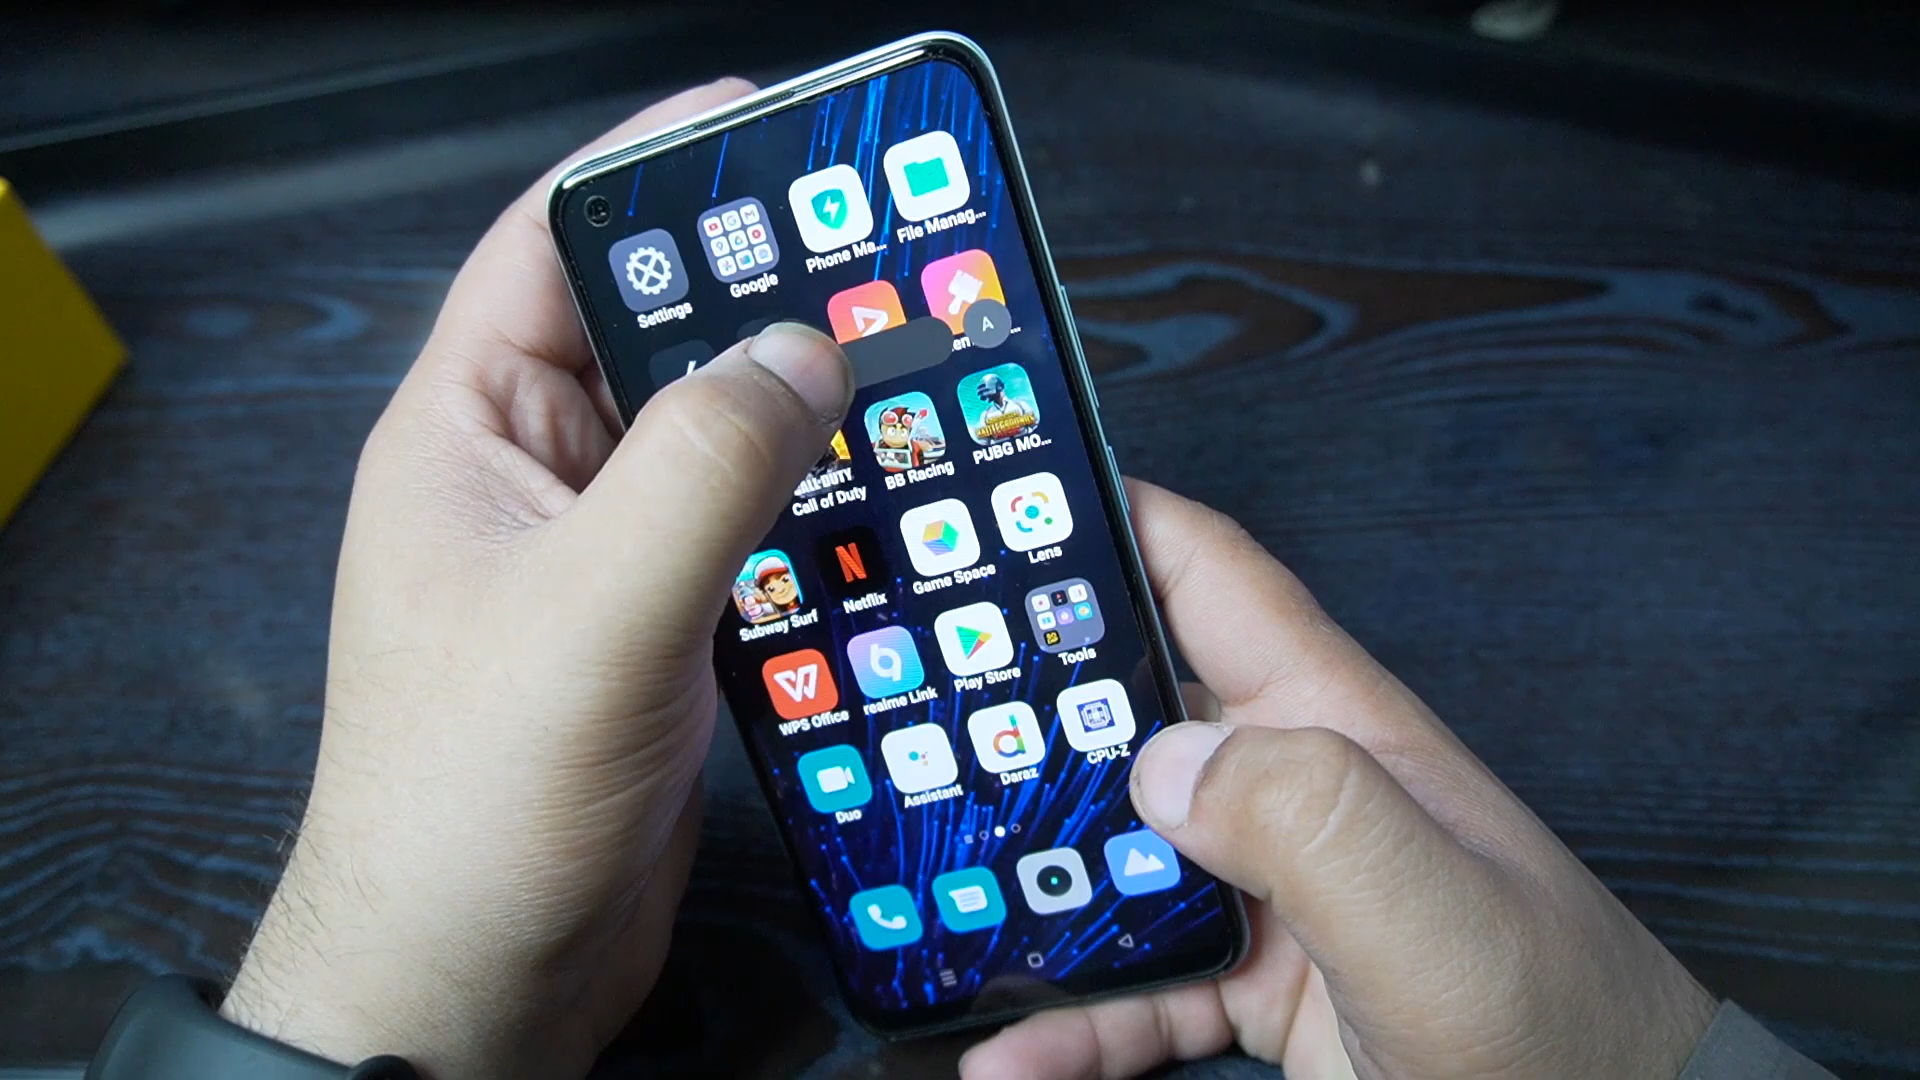 Settings
Google
Phone Ma...
File Manag...
A
CALL OF DUTY
Call of Duty
BB Racing
PUBG MO...
Subway Surf
N
Netflix
Game Space
Lens
WPS Office
realme Link
Play Store
Tools
Duo
Assistant
Daraz
CPU-Z